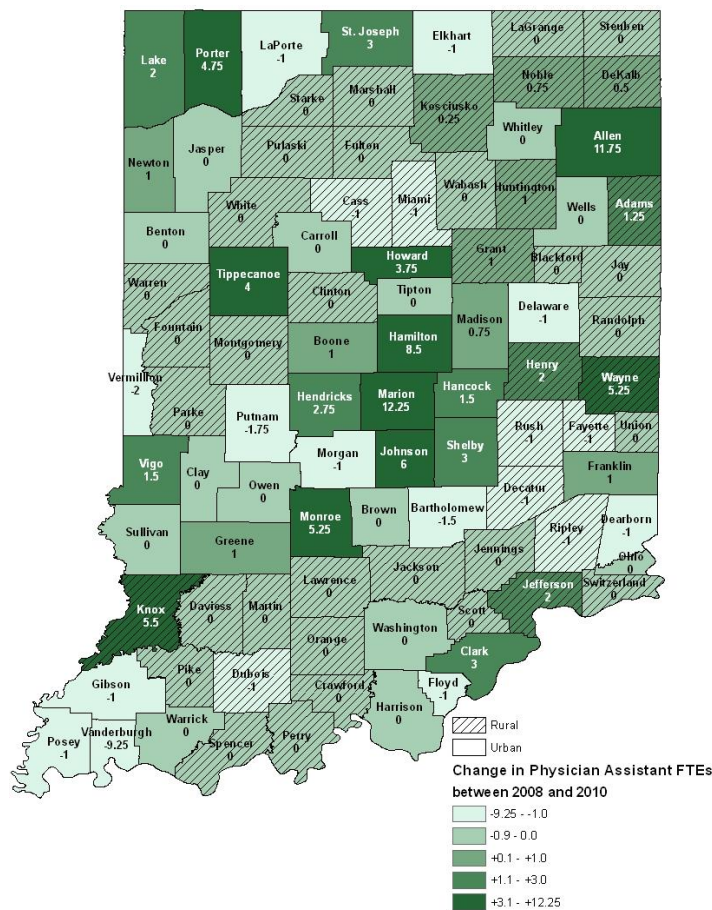 LaGrange
0
Steuben
0
St. Joseph
3
Elkhart
-1
LaPorte
-1
Porter
4.75
Lake
2
Noble
0.75
DeKalb
0.5
Marshall
0
Starke
0
Kosciusko
0.25
Whitley
0
Allen
11.75
Newton
1
Jasper
0
Pulaski
0
Fulton
0
Wabash
0
Huntington
1
Wells
0
Adams
1.25
White
0
Cass
-1
Miami
-1
Benton
0
Carroll
0
Howard
3.75
Grant
1
Blackford
0
Jay
0
Tippecanoe
4
Warren
0
Clinton
0
Tipton
0
Madison
0.75
Delaware
-1
Randolph
0
Fountain
0
Montgomery
0
Boone
1
Hamilton
8.5
Henry
2
Wayne
5.25
Vermillion
-2
Parke
0
Putnam
-1.75
Hendricks
2.75
Marion
12.25
Hancock
1.5
Rush
-1
Fayette
-1
Union
0
Morgan
-1
Johnson
6
Shelby
3
Vigo
1.5
Clay
0
Owen
0
Franklin
1
Decatur
-1
Sullivan
0
Greene
1
Monroe
5.25
Brown
0
Bartholomew
-1.5
Ripley
-1
Dearborn
-1
Ohio
0
Jennings
0
Jackson
0
Lawrence
0
Knox
5.5
Daviess
0
Martin
0
Jefferson
2
Switzerland
0
Scott
0
Orange
0
Washington
0
Clark
3
Pike
0
Dubois
-1
Gibson
-1
Crawford
0
Floyd
-1
Harrison
0
Warrick
0
Posey
-1
Vanderburgh
-9.25
Spencer
0
Perry
0
Rural
Urban
Change in Physician Assistant FTEs
between 2008 and 2010
-9.25 - -1.0
-0.9 - 0.0
+0.1 - +1.0
+1.1 - +3.0
+3.1 - +12.25